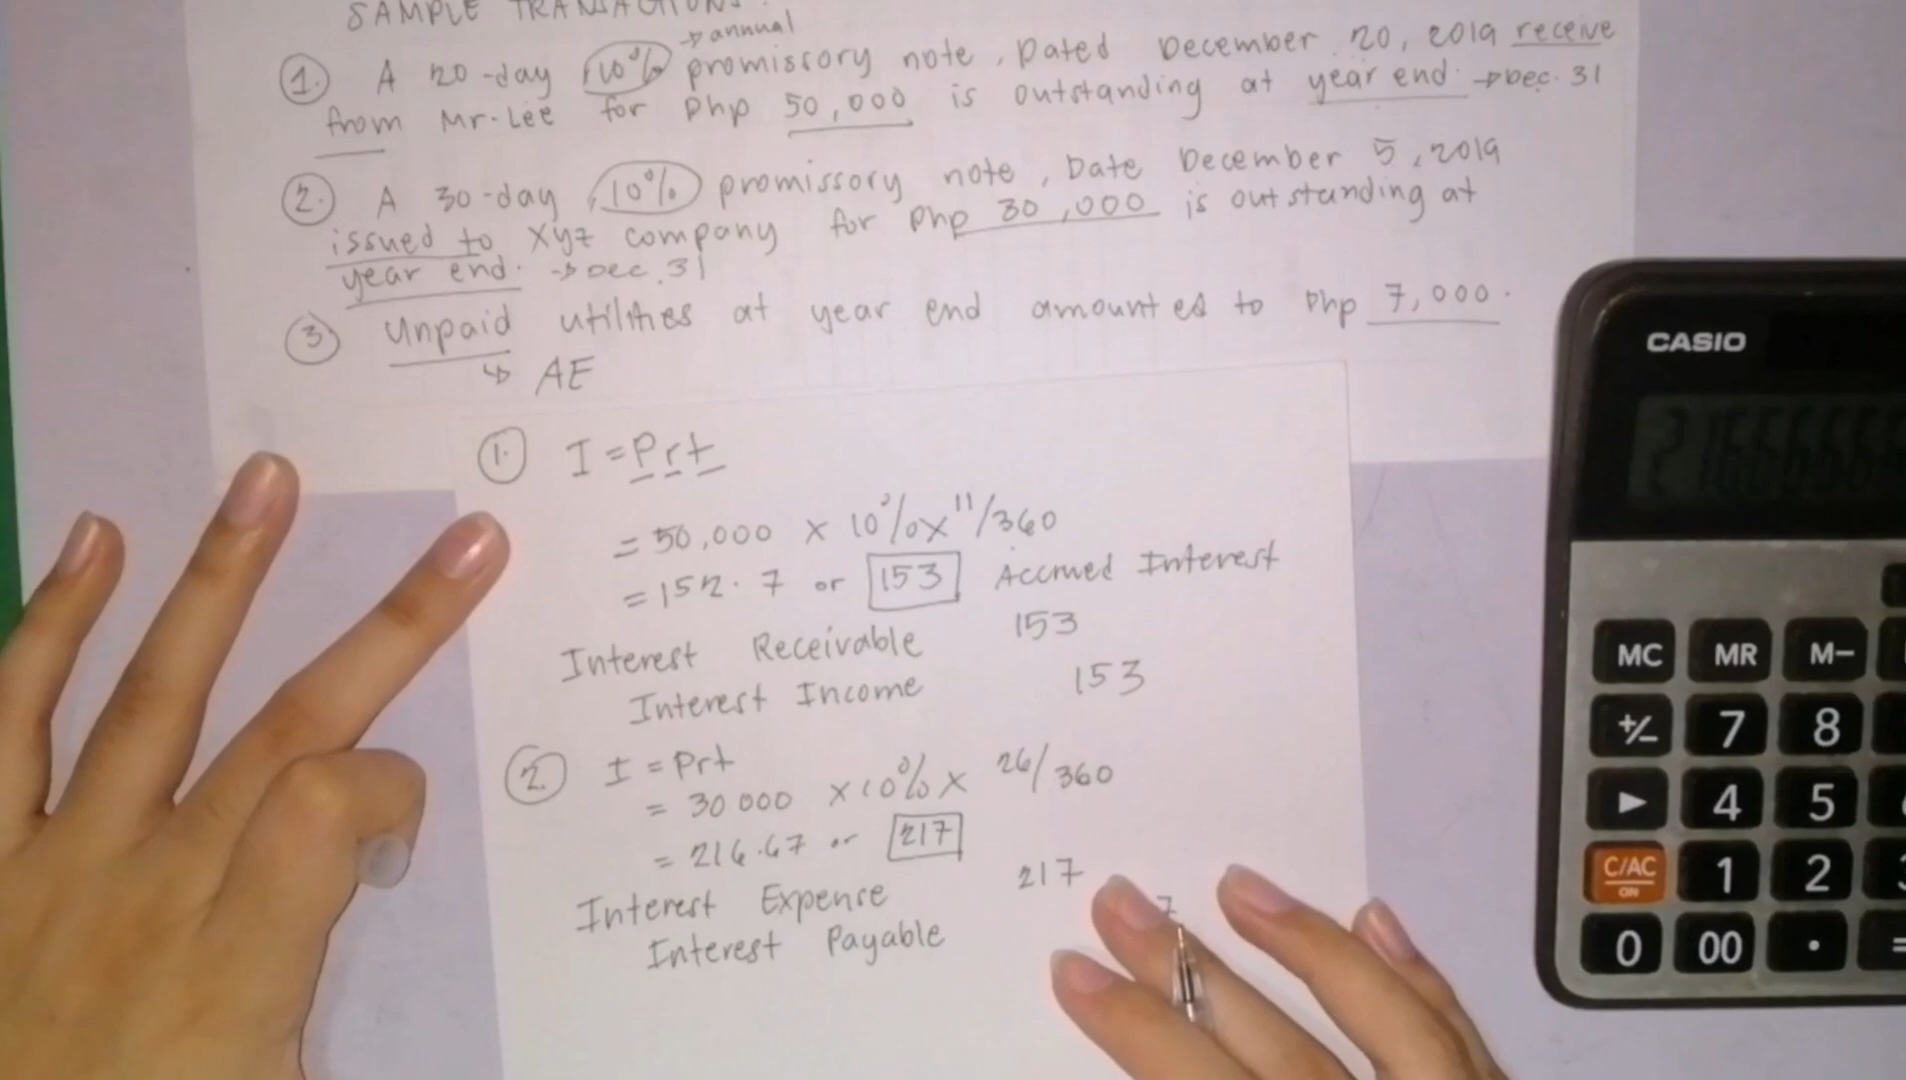 SAMPLE TRANSACTIONS
→ annual
1. A 20-day 10% promissory note, Dated December 20, 2019 receive
from Mr. Lee for Php 50,000 is outstanding at year end. → Dec. 31
2. A 30-day 10% promissory note, Date December 5, 2019
issued to XYZ company for Php 30,000 is outstanding at
year end. → Dec. 31
3. Unpaid utilities at year end amounted to Php 7,000.
↳ AE
1. I = Prt
= 50,000 x 10% x 11/360
= 152.7 or 153 Accrued Interest
Interest Receivable 153
Interest Income 153
2. I = Prt
= 30 000 x 10% x 26/360
= 216.67 or 217
Interest Expense 217
Interest Payable 7
CASIO
MC MR M-
+/- 7 8
▶ 4 5
C/AC ON 1 2
0 00 · =